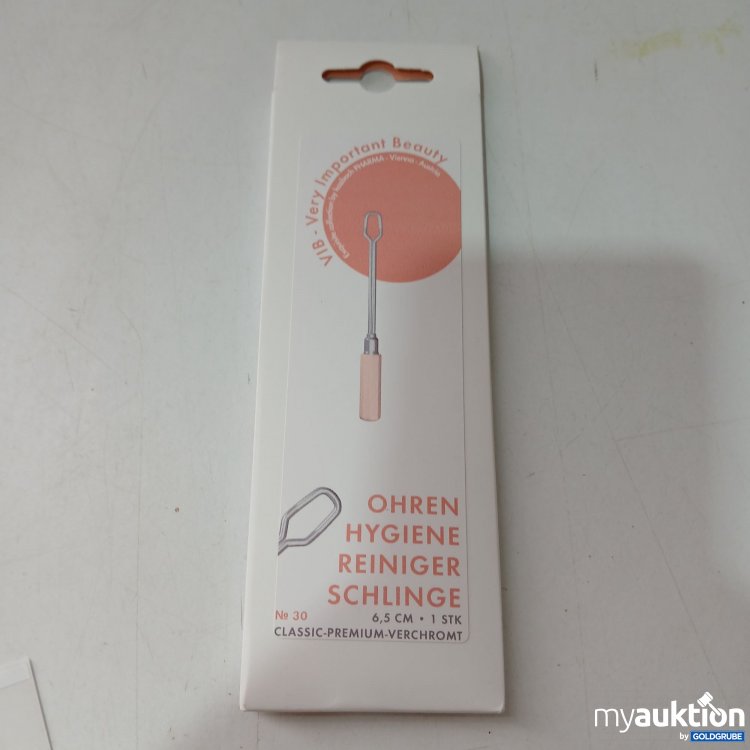 VIB - Very Important Beauty
PHARMA - Vienna - Austria
OHREN
HYGIENE
REINIGER
SCHLINGE
№ 30
6,5 CM • 1 STK
CLASSIC-PREMIUM-VERCHROMT
myauktion
by GOLDGRUBE